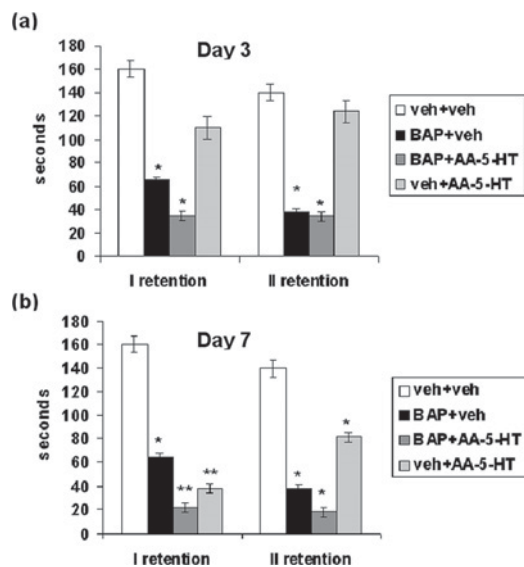 (a)
Day 3
180
160
140
120
100
80
60
40
20
0
seconds
* * * *
I retention II retention
veh+veh
BAP+veh
BAP+AA-5-HT
veh+AA-5-HT
(b)
Day 7
180
160
140
120
100
80
60
40
20
0
seconds
* ** ** * * *
I retention II retention
veh+veh
BAP+veh
BAP+AA-5-HT
veh+AA-5-HT